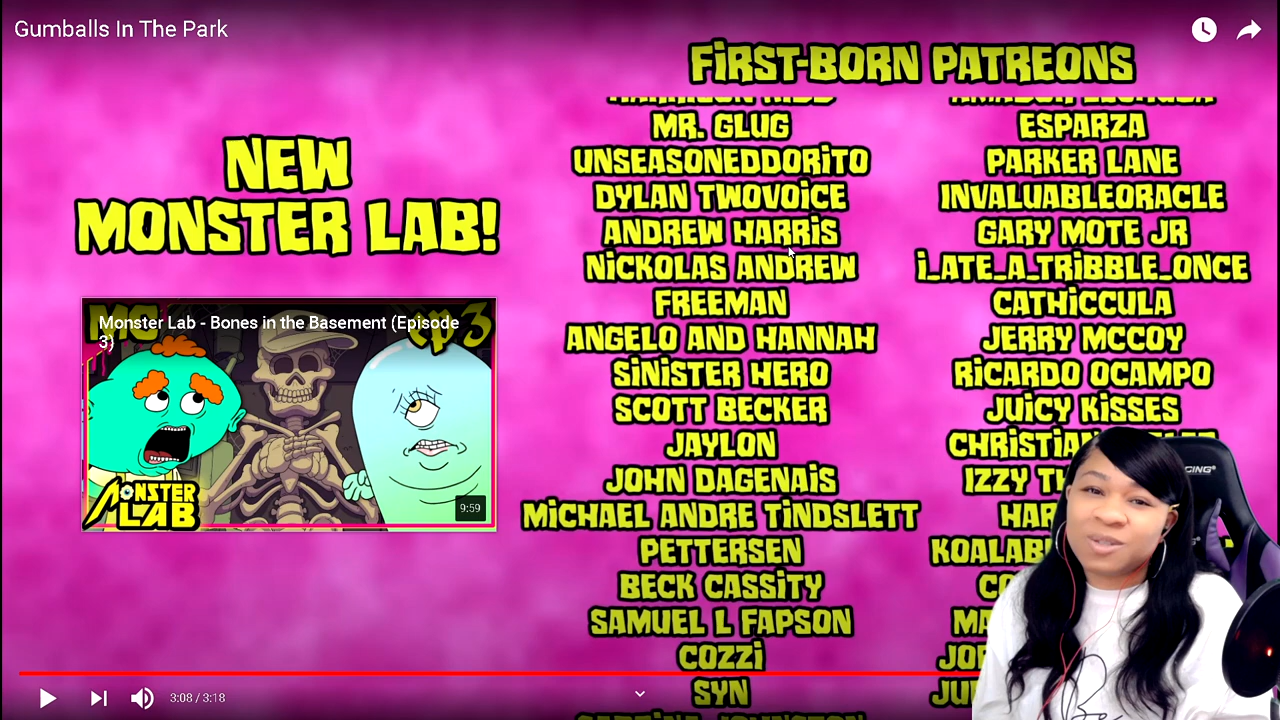 Gumballs In The Park
FiRST-BORN PATREONS
NEW
MONSTER LAB!
Monster Lab - Bones in the Basement (Episode
3)
EP 3
MONSTER
LAB
9:59
MR. GLUG
UNSEASONEDDORiTO
DYLAN TWOVOiCE
ANDREW HARRiS
NiCKOLAS ANDREW
FREEMAN
ANGELO AND HANNAH
SiNiSTER HERO
SCOTT BECKER
JAYLON
JOHN DAGENAiS
MiCHAEL ANDRE TiNDSLETT
PETTERSEN
BECK CASSiTY
SAMUEL L FAPSON
COZZi
SYN
ESPARZA
PARKER LANE
iNVALUABLEORACLE
GARY MOTE JR
i_ATE_A_TRiBBLE_ONCE
CATHiCCULA
JERRY MCCOY
RiCARDO OCAMPO
JUiCY KiSSES
IZZY
3:08 / 3:18